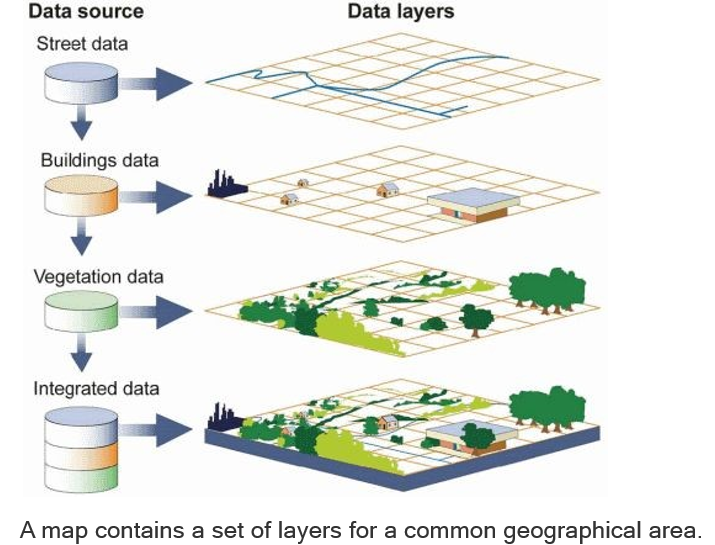 Data source
Data layers
Street data
Buildings data
Vegetation data
Integrated data
A map contains a set of layers for a common geographical area.